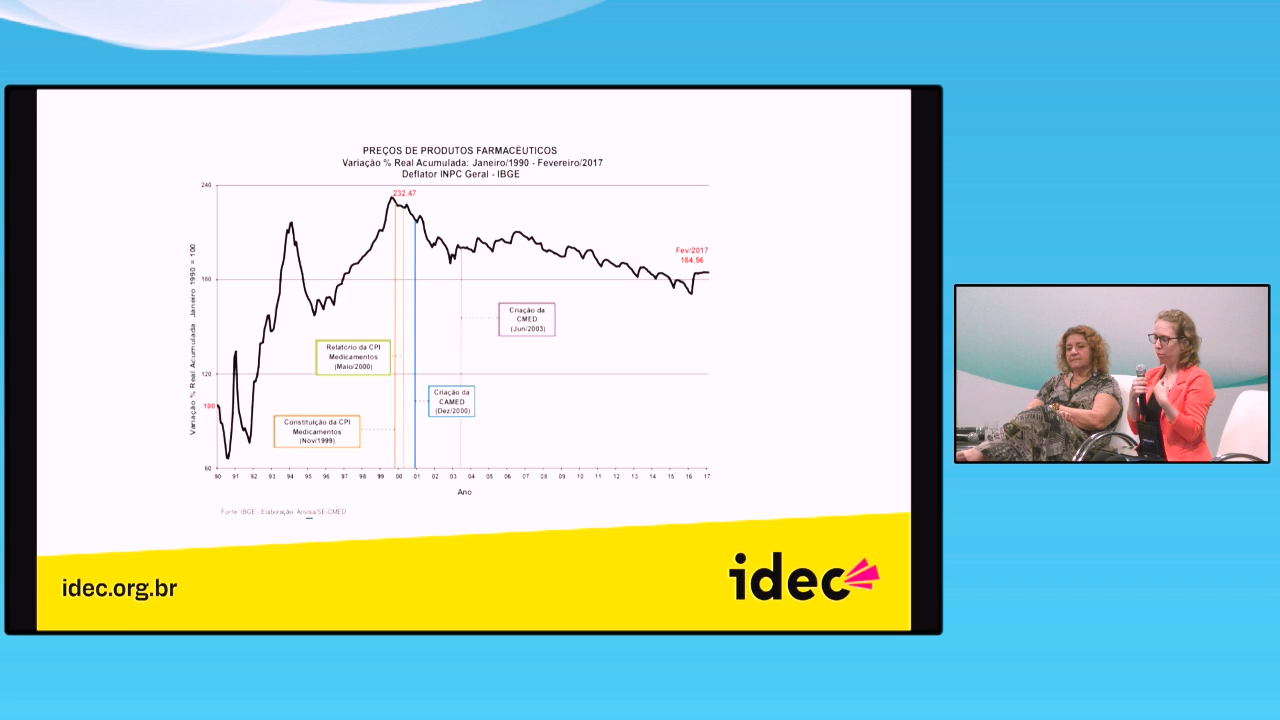 PREÇOS DE PRODUTOS FARMACÊUTICOS
Variação % Real Acumulada: Janeiro/1990 - Fevereiro/2017
Deflator INPC Geral - IBGE
240
232.47
Fev/2017
184.56
180
Criação da
CMED
(Jun/2003)
Relatório da CPI
Medicamentos
(Maio/2000)
120
Criação da
CAMED
(Dez/2000)
100
Constituição da CPI
Medicamentos
(Nov/1999)
60
Variação % Real Acumulada Janeiro 1990 = 100
90 91 92 93 94 95 96 97 98 99 00 01 02 03 04 05 06 07 08 09 10 11 12 13 14 15 16 17
Ano
Fonte: IBGE - Elaboração: Anvisa/SE-CMED
idec.org.br
idec